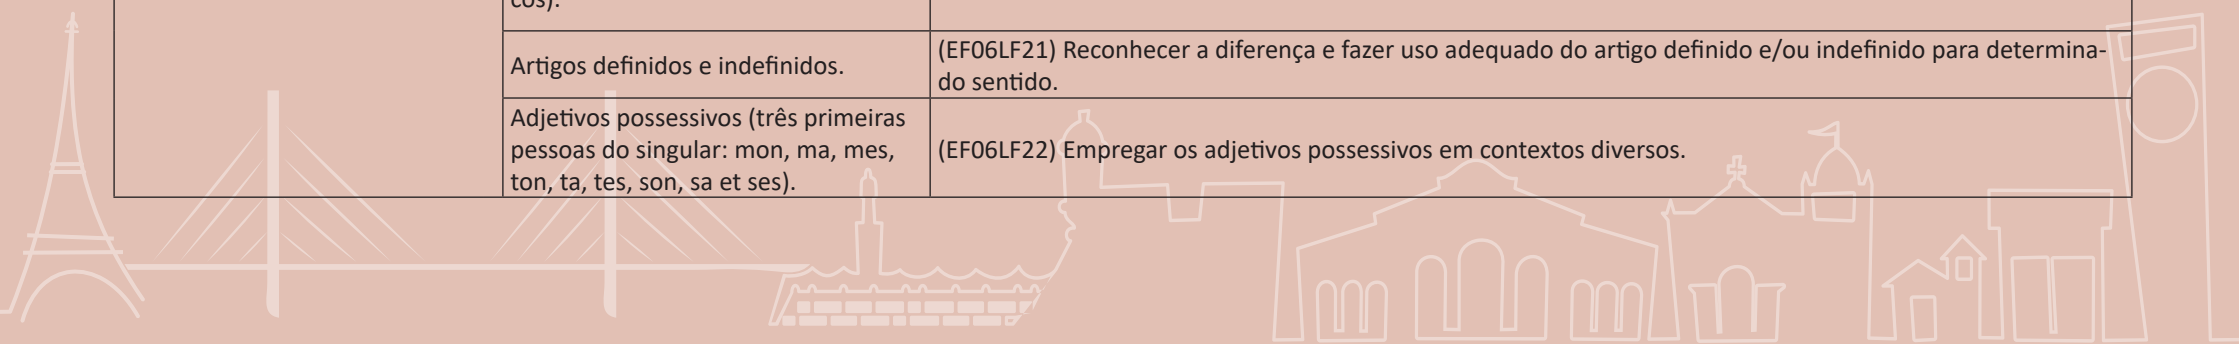 cos).
Artigos definidos e indefinidos.
(EF06LF21) Reconhecer a diferença e fazer uso adequado do artigo definido e/ou indefinido para determina-
do sentido.
Adjetivos possessivos (três primeiras
pessoas do singular: mon, ma, mes,
ton, ta, tes, son, sa et ses).
(EF06LF22) Empregar os adjetivos possessivos em contextos diversos.